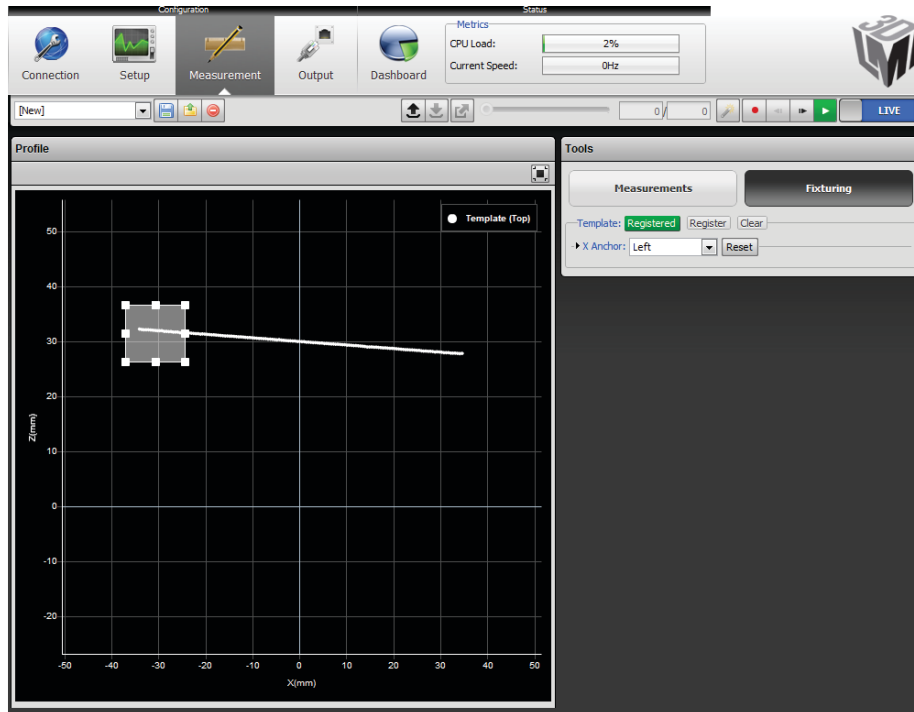 Configuration Status
Metrics
CPU Load: 2%
Current Speed: 0Hz
Connection Setup Measurement Output Dashboard
3D
LMI
[New] 0 / 0 LIVE
Profile
Tools
Measurements Fixturing
Template (Top)
Template: Registered Register Clear
X Anchor: Left Reset
50
40
30
20
Z(mm)
10
0
-10
-20
-50 -40 -30 -20 -10 0 10 20 30 40 50
X(mm)